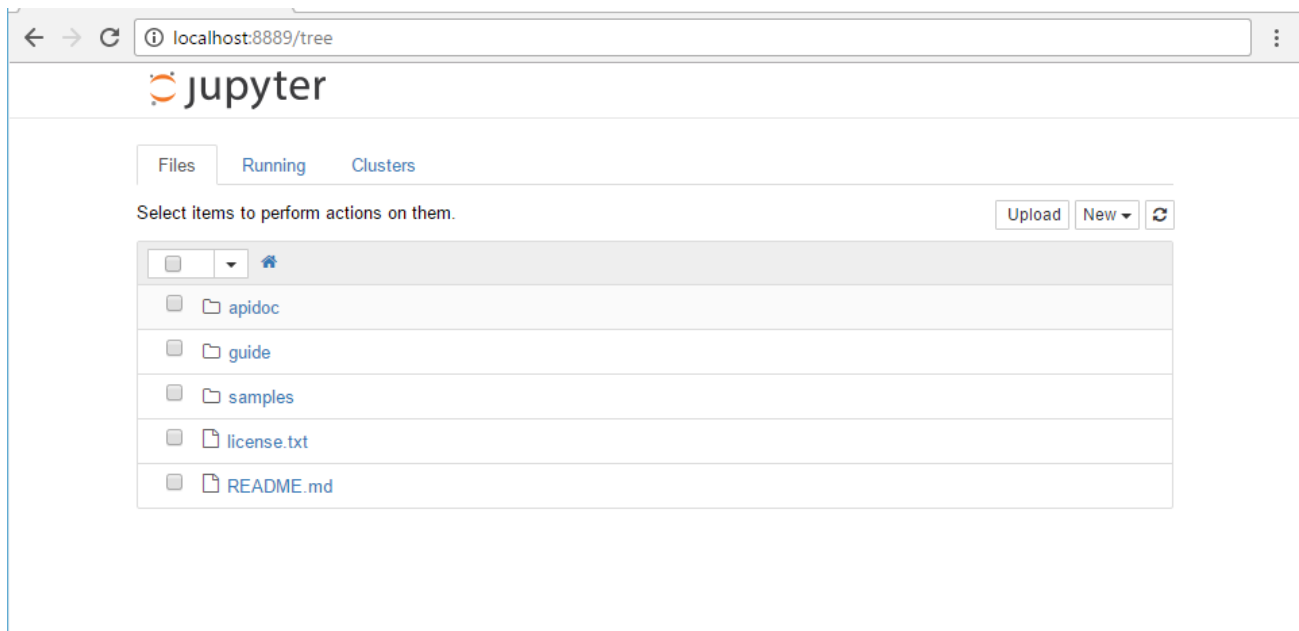 localhost:8889/tree
jupyter
Files Running Clusters
Select items to perform actions on them. Upload New
apidoc
guide
samples
license.txt
README.md